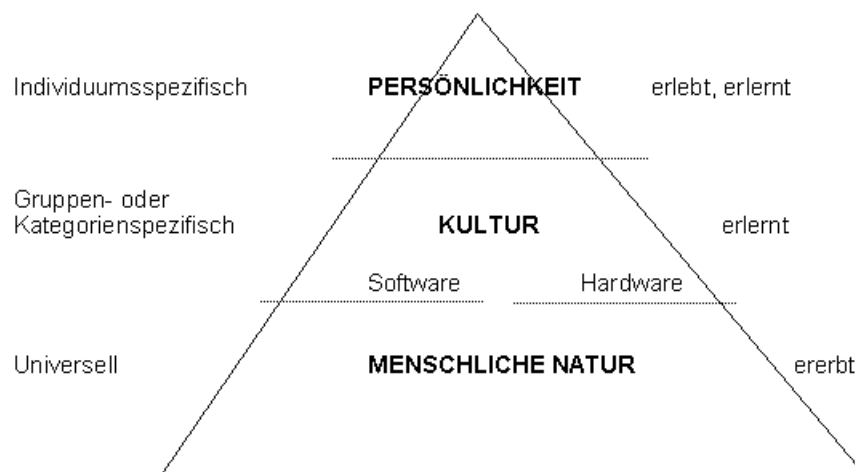 Individuumsspezifisch PERSÖNLICHKEIT erlebt, erlernt
Gruppen- oder
Kategorienspezifisch KULTUR erlernt
Software Hardware
Universell MENSCHLICHE NATUR ererbt